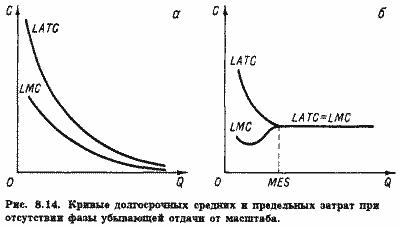 C
а
LATC
LMC
O
Q
C
б
LATC
LMC
LATC=LMC
O
MES
Q
Рис. 8.14. Кривые долгосрочных средних и предельных затрат при
отсутствии фазы убывающей отдачи от масштаба.